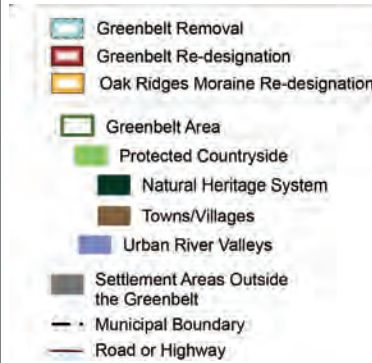 Greenbelt Removal
Greenbelt Re-designation
Oak Ridges Moraine Re-designation
Greenbelt Area
Protected Countryside
Natural Heritage System
Towns/Villages
Urban River Valleys
Settlement Areas Outside
the Greenbelt
Municipal Boundary
Road or Highway